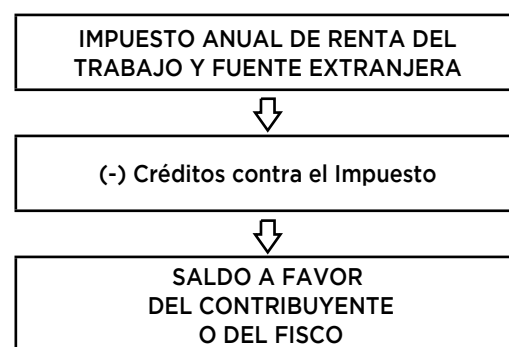 IMPUESTO ANUAL DE RENTA DEL
TRABAJO Y FUENTE EXTRANJERA
(-) Créditos contra el Impuesto
SALDO A FAVOR
DEL CONTRIBUYENTE
O DEL FISCO